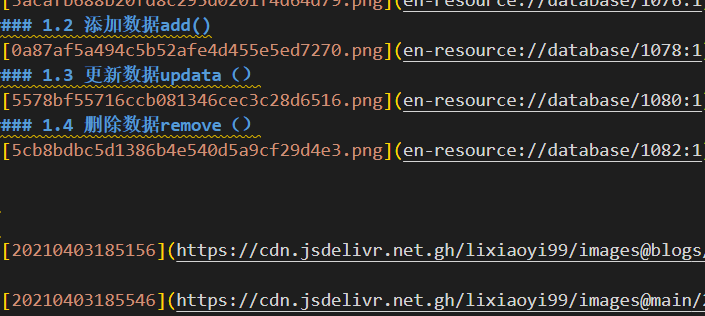 [5acafb688b20fd8c293d0201f4d64d79.png](en-resource://database/1076:1
### 1.2 添加数据add()
[0a87af5a494c5b52afe4d455e5ed7270.png](en-resource://database/1078:1)
### 1.3 更新数据updata（）
[5578bf55716ccb081346cec3c28d6516.png](en-resource://database/1080:1)
### 1.4 删除数据remove（）
[5cb8bdbc5d1386b4e540d5a9cf29d4e3.png](en-resource://database/1082:1)
[20210403185156](https://cdn.jsdelivr.net.gh/lixiaoyi99/images@blogs/
[20210403185546](https://cdn.jsdelivr.net.gh/lixiaoyi99/images@main/2